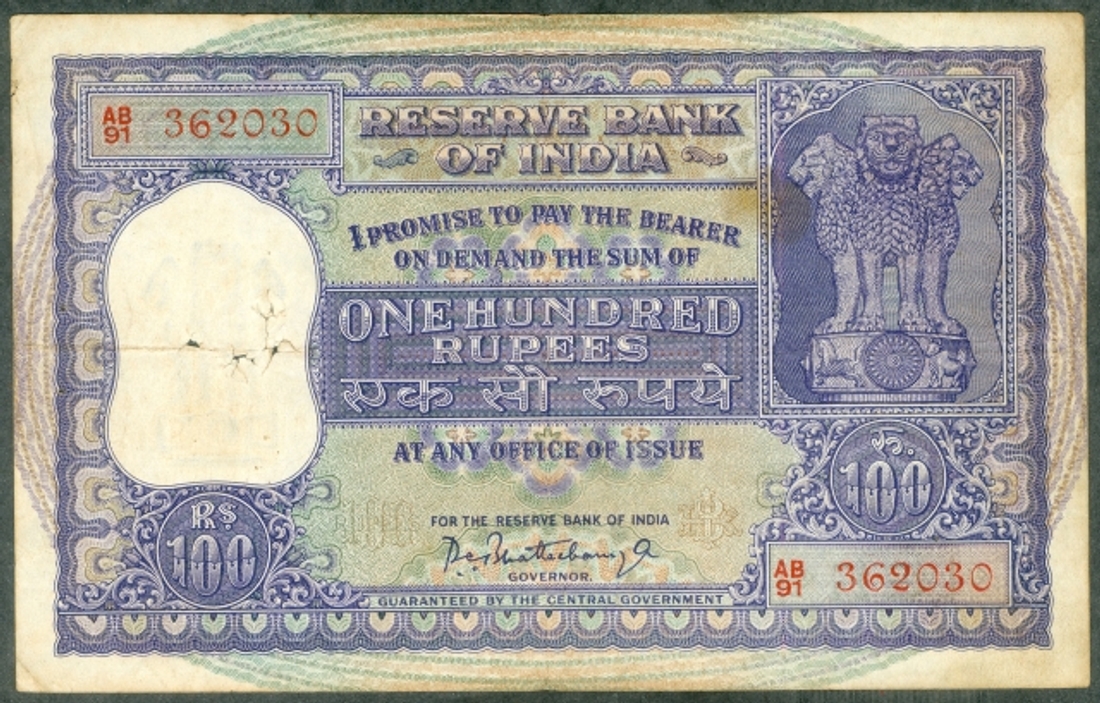 AB 91 362030
RESERVE BANK
OF INDIA
I PROMISE TO PAY THE BEARER
ON DEMAND THE SUM OF
ONE HUNDRED
RUPEES
एक सौ रुपये
AT ANY OFFICE OF ISSUE
रु. 100
Rs 100
FOR THE RESERVE BANK OF INDIA
P.C. Bhattacharyya
GOVERNOR.
GUARANTEED BY THE CENTRAL GOVERNMENT
AB 91 362030